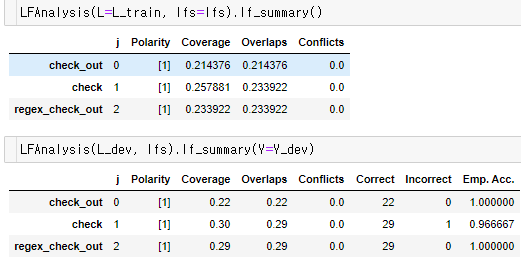 LFAnalysis(L=L_train, lfs=lfs).lf_summary()
j Polarity Coverage Overlaps Conflicts
check_out 0 [1] 0.214376 0.214376 0.0
check 1 [1] 0.257881 0.233922 0.0
regex_check_out 2 [1] 0.233922 0.233922 0.0
LFAnalysis(L_dev, lfs).lf_summary(Y=Y_dev)
j Polarity Coverage Overlaps Conflicts Correct Incorrect Emp. Acc.
check_out 0 [1] 0.22 0.22 0.0 22 0 1.000000
check 1 [1] 0.30 0.29 0.0 29 1 0.966667
regex_check_out 2 [1] 0.29 0.29 0.0 29 0 1.000000